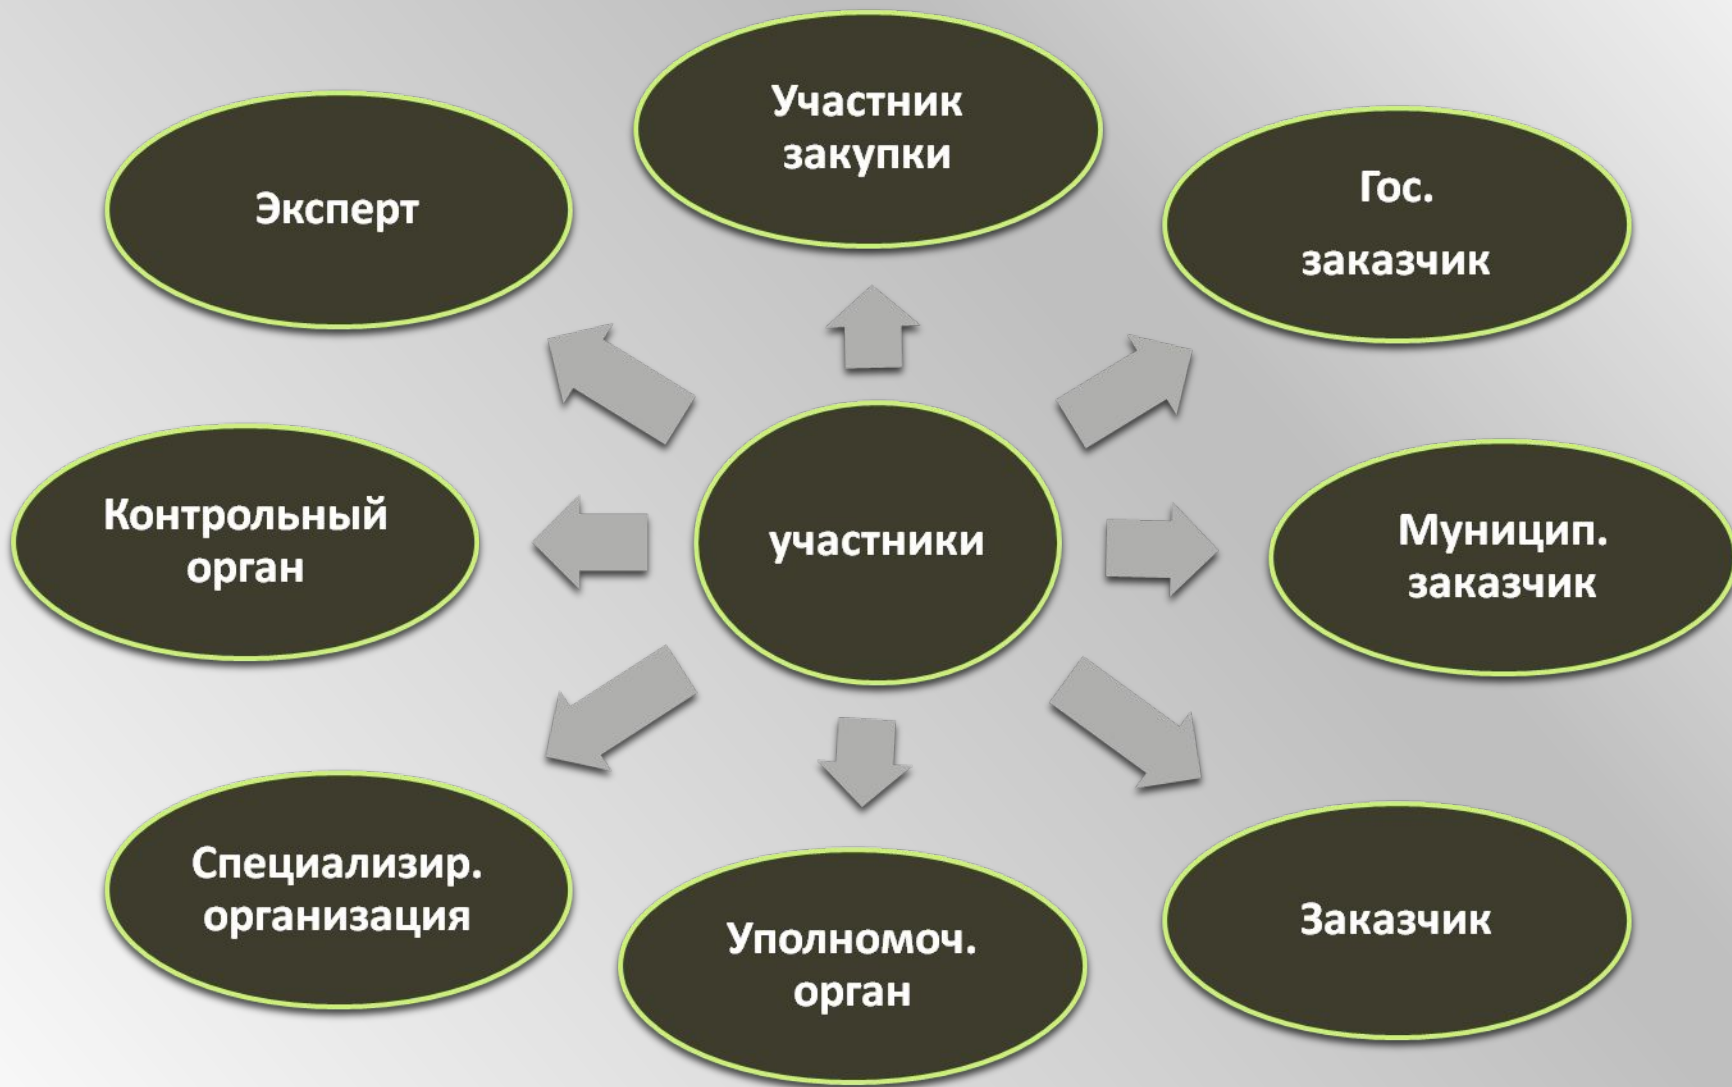 Участник
закупки
Эксперт
Гос.
заказчик
Контрольный
орган
участники
Муницип.
заказчик
Специализир.
организация
Уполномоч.
орган
Заказчик